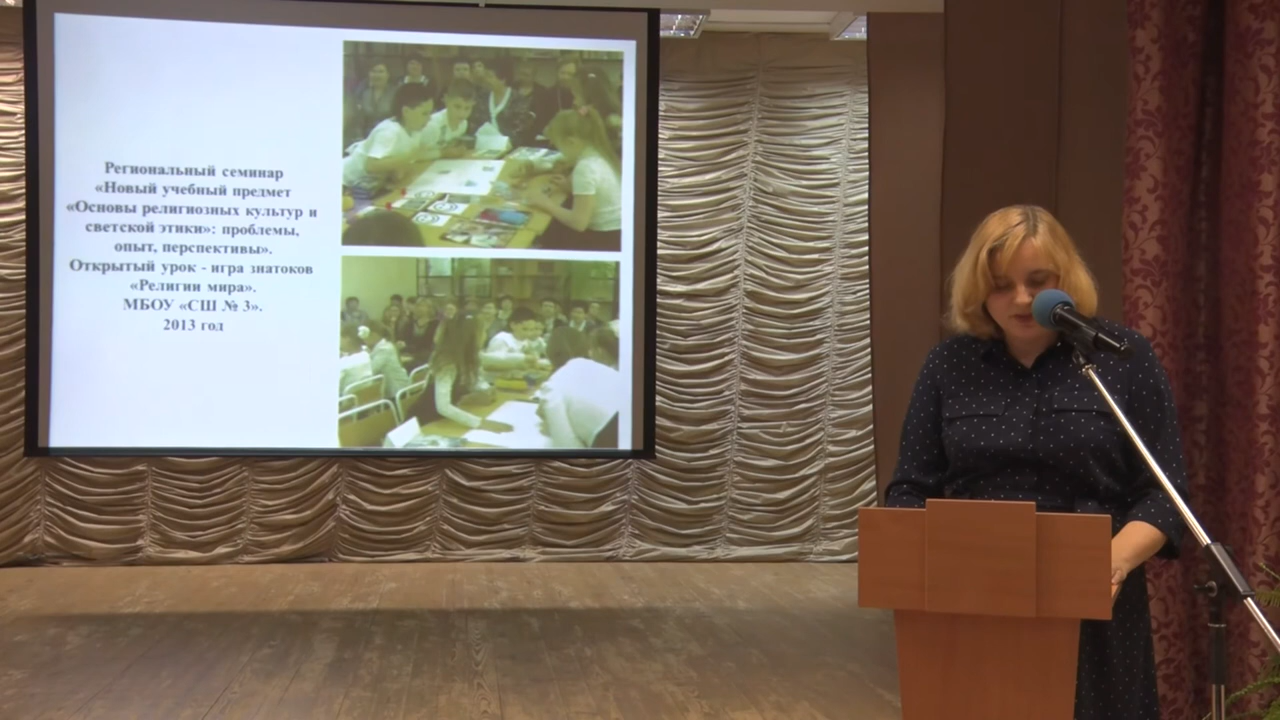 Региональный семинар
«Новый учебный предмет
«Основы религиозных культур и
светской этики»: проблемы,
опыт, перспективы».
Открытый урок - игра знатоков
«Религии мира».
МБОУ «СШ № 3».
2013 год